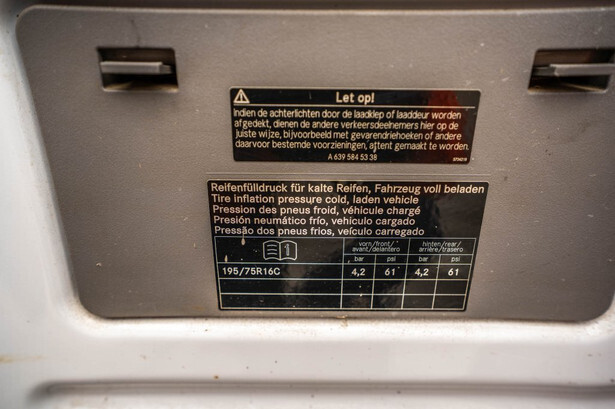 Let op!
Indien de achterlichten door de laadklep of laaddeur worden
afgedekt, dienen de andere verkeersdeelnemers hier op de
juiste wijze, bijvoorbeeld met gevarendriehoeken of andere
daarvoor bestemde voorzieningen, attent gemaakt te worden.
A 639 584 53 38
Reifenfülldruck für kalte Reifen, Fahrzeug voll beladen
Tire inflation pressure cold, laden vehicle
Pression des pneus froid, véhicule chargé
Presión neumático frío, vehículo cargado
Pressão dos pneus frios, veículo carregado
vorn/front/ hinten/rear/
avant/delantero arrière/trasero
bar psi bar psi
195/75R16C 4,2 61 4,2 61